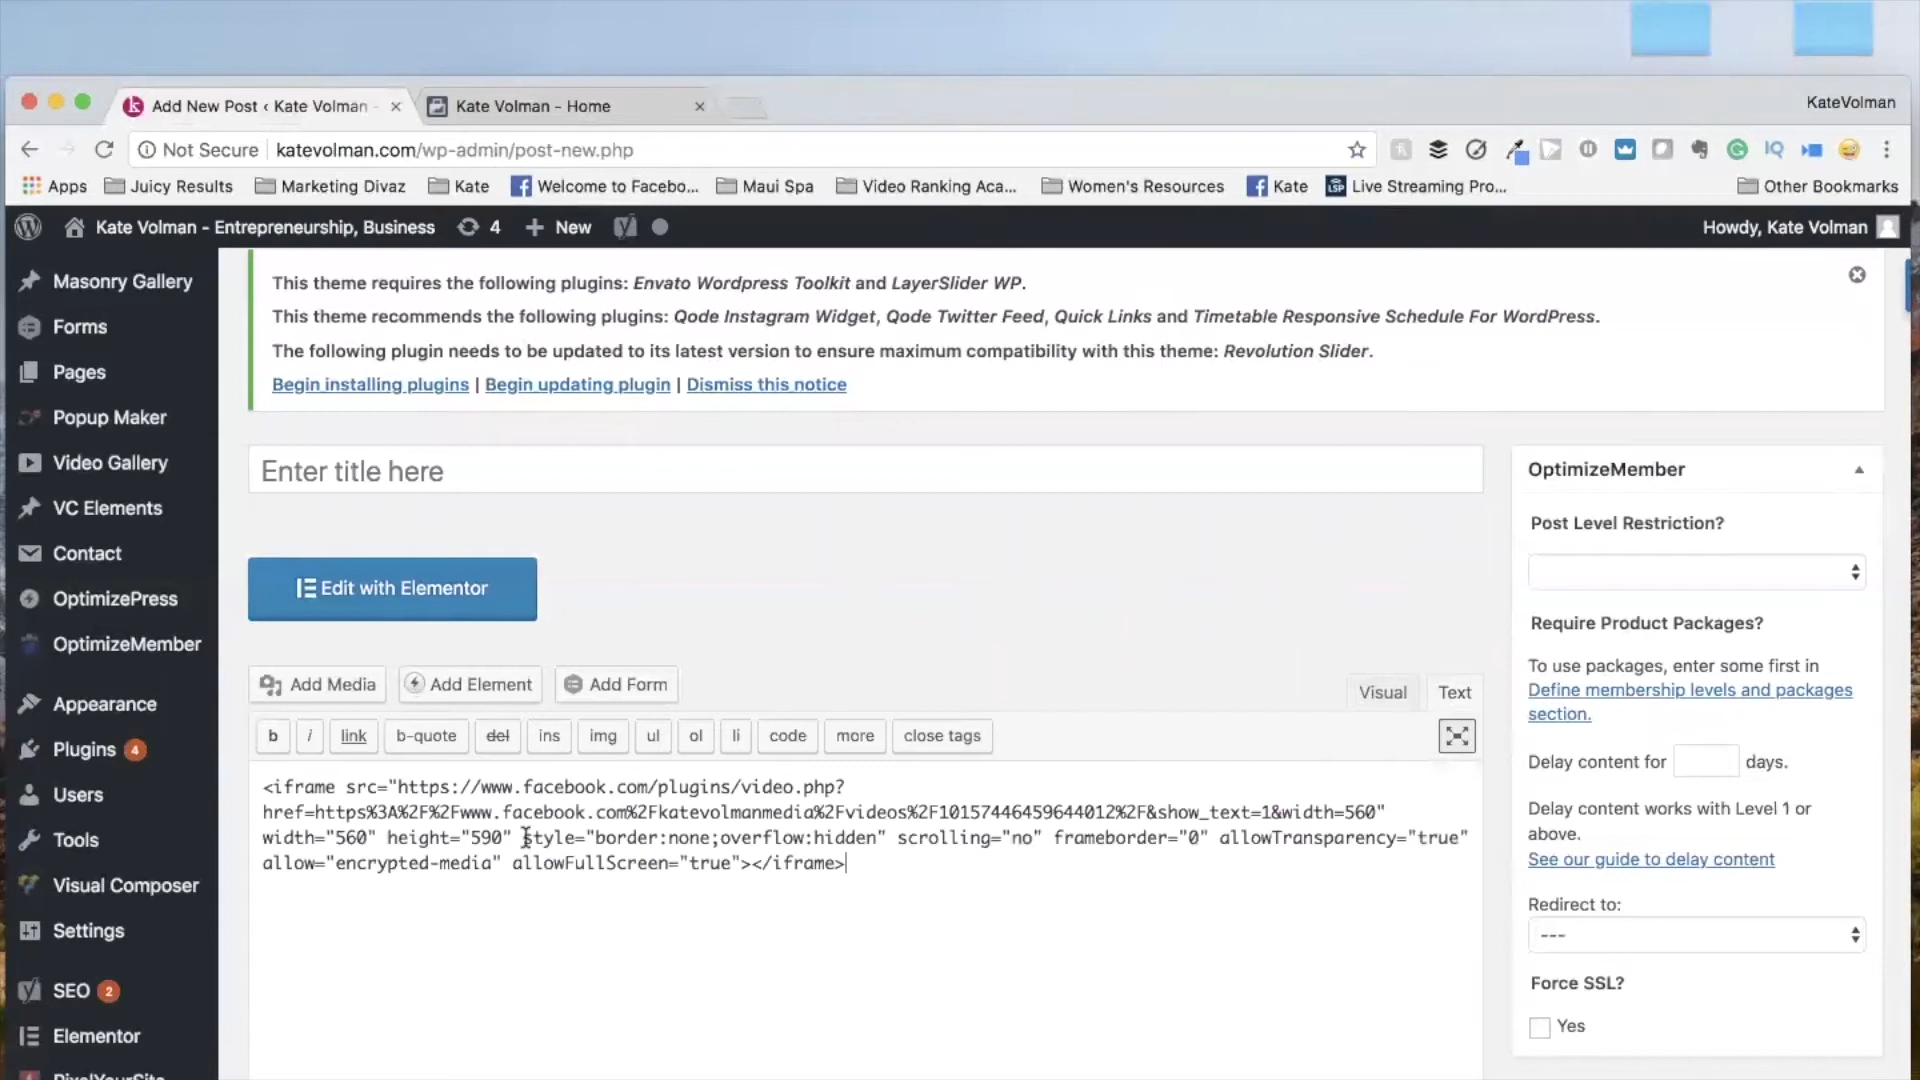 Add New Post ‹ Kate Volman -
Kate Volman - Home
KateVolman
Not Secure
katevolman.com/wp-admin/post-new.php
Apps
Juicy Results
Marketing Divaz
Kate
Welcome to Facebo...
Maui Spa
Video Ranking Aca...
Women's Resources
Kate
LSP
Live Streaming Pro...
Other Bookmarks
Kate Volman - Entrepreneurship, Business
4
New
Howdy, Kate Volman
Masonry Gallery
Forms
Pages
Popup Maker
Video Gallery
VC Elements
Contact
OptimizePress
OptimizeMember
Appearance
Plugins 4
Users
Tools
Visual Composer
Settings
SEO 2
Elementor
PixelYourSite
This theme requires the following plugins: Envato Wordpress Toolkit and LayerSlider WP.
This theme recommends the following plugins: Qode Instagram Widget, Qode Twitter Feed, Quick Links and Timetable Responsive Schedule For WordPress.
The following plugin needs to be updated to its latest version to ensure maximum compatibility with this theme: Revolution Slider.
Begin installing plugins | Begin updating plugin | Dismiss this notice
Enter title here
Edit with Elementor
Add Media
Add Element
Add Form
Visual
Text
b
i
link
b-quote
del
ins
img
ul
ol
li
code
more
close tags
<iframe src="https://www.facebook.com/plugins/video.php?
href=https%3A%2F%2Fwww.facebook.com%2Fkatevolmanmedia%2Fvideos%2F10157446459644012%2F&show_text=1&width=560"
width="560" height="590" style="border:none;overflow:hidden" scrolling="no" frameborder="0" allowTransparency="true"
allow="encrypted-media" allowFullScreen="true"></iframe>
OptimizeMember
Post Level Restriction?
Require Product Packages?
To use packages, enter some first in
Define membership levels and packages
section.
Delay content for
days.
Delay content works with Level 1 or
above.
See our guide to delay content
Redirect to:
---
Force SSL?
Yes